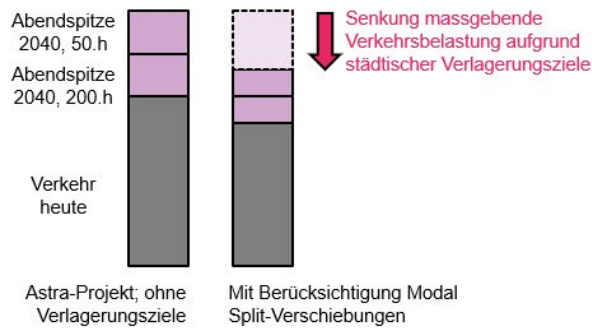 Abendspitze
2040, 50.h
Abendspitze
2040, 200.h
Verkehr
heute
Senkung massgebende
Verkehrsbelastung aufgrund
städtischer Verlagerungsziele
Astra-Projekt; ohne
Verlagerungsziele
Mit Berücksichtigung Modal
Split-Verschiebungen